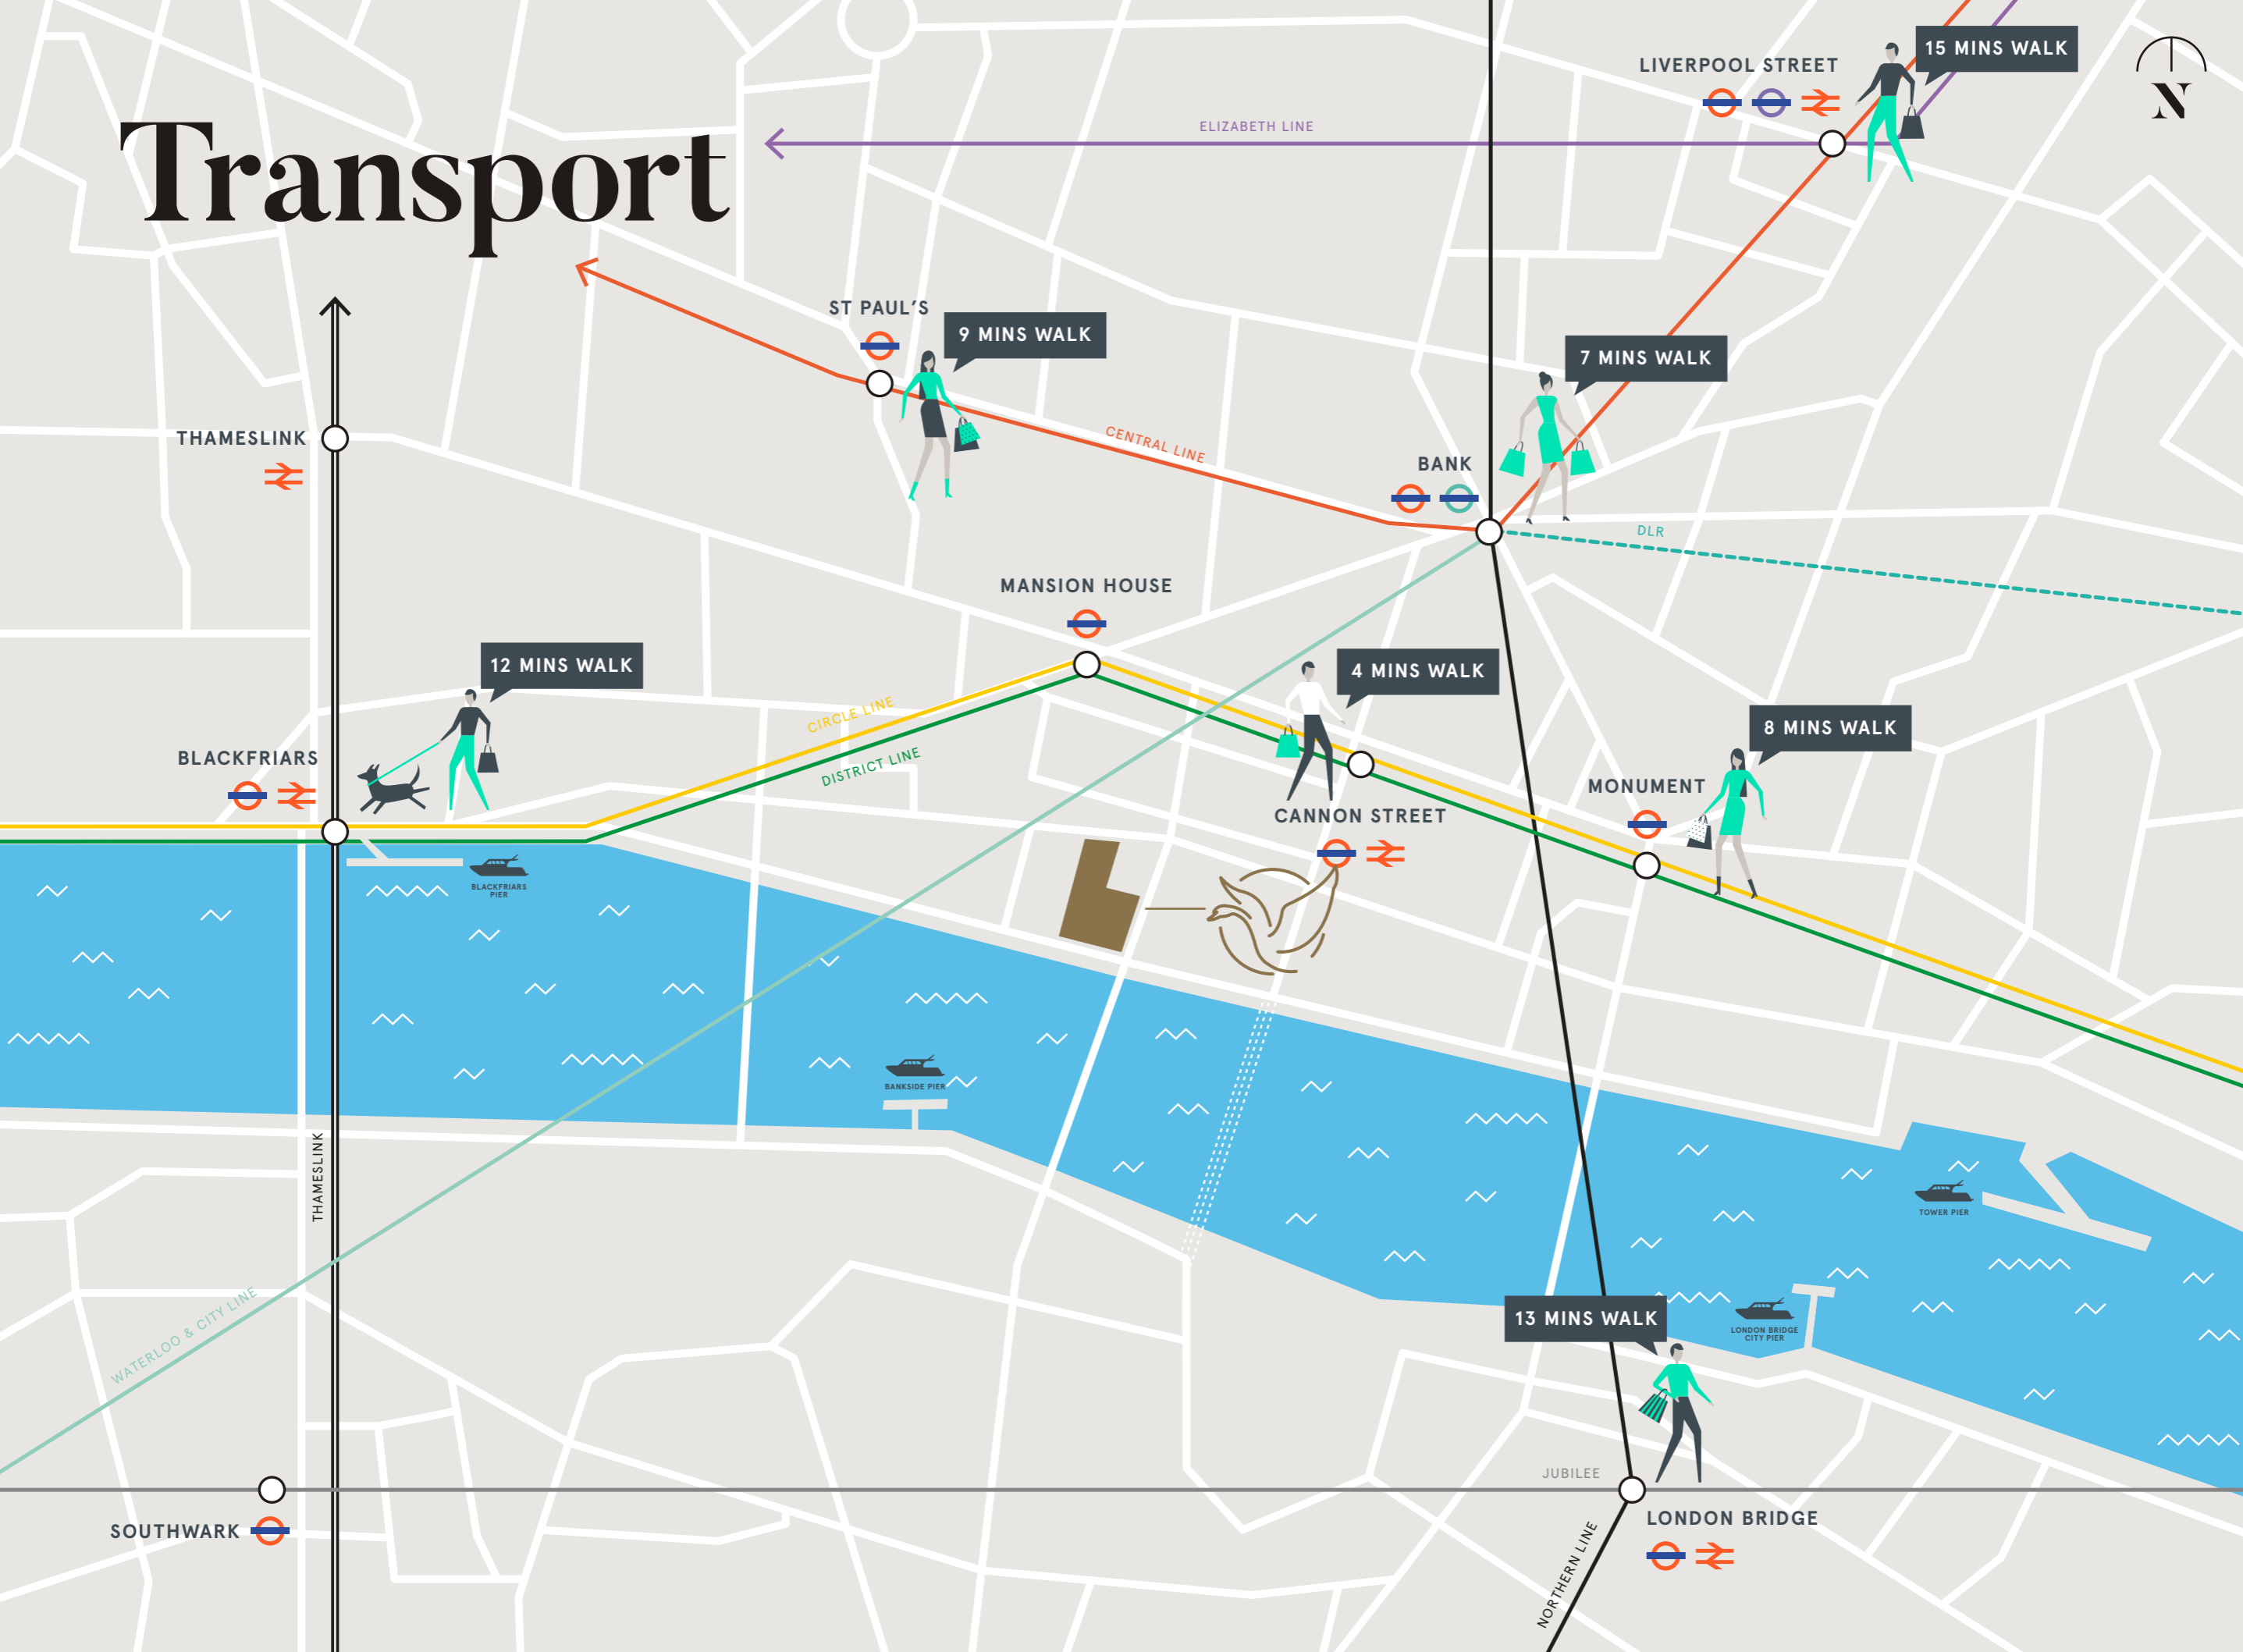 Transport
15 MINS WALK
N
LIVERPOOL STREET
ELIZABETH LINE
ST PAUL'S
9 MINS WALK
7 MINS WALK
THAMESLINK
CENTRAL LINE
BANK
DLR
MANSION HOUSE
12 MINS WALK
4 MINS WALK
CIRCLE LINE
DISTRICT LINE
8 MINS WALK
BLACKFRIARS
MONUMENT
CANNON STREET
BLACKFRIARS
PIER
BANKSIDE PIER
THAMESLINK
TOWER PIER
WATERLOO & CITY LINE
13 MINS WALK
LONDON BRIDGE
CITY PIER
JUBILEE
SOUTHWARK
LONDON BRIDGE
NORTHERN LINE